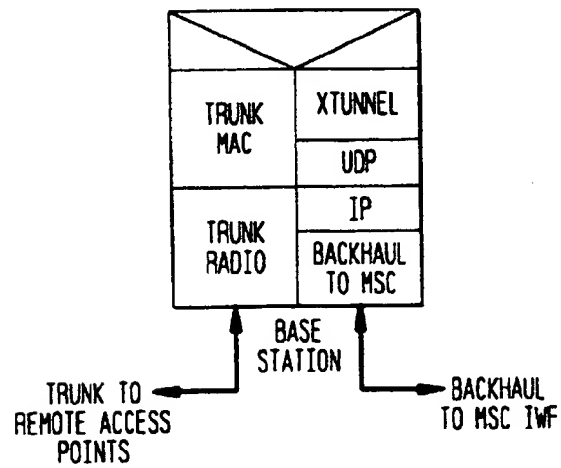 TRUNK
MAC
XTUNNEL
UDP
TRUNK
RADIO
IP
BACKHAUL
TO MSC
BASE
STATION
TRUNK TO
REMOTE ACCESS
POINTS
BACKHAUL
TO MSC IWF